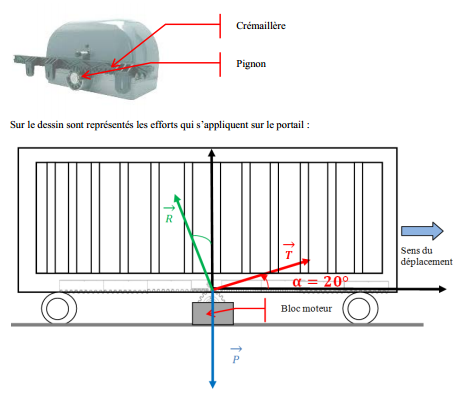 Crémaillère
Pignon
Sur le dessin sont représentés les efforts qui s'appliquent sur le portail :
R
T
α = 20°
Sens du
déplacement
Bloc moteur
P